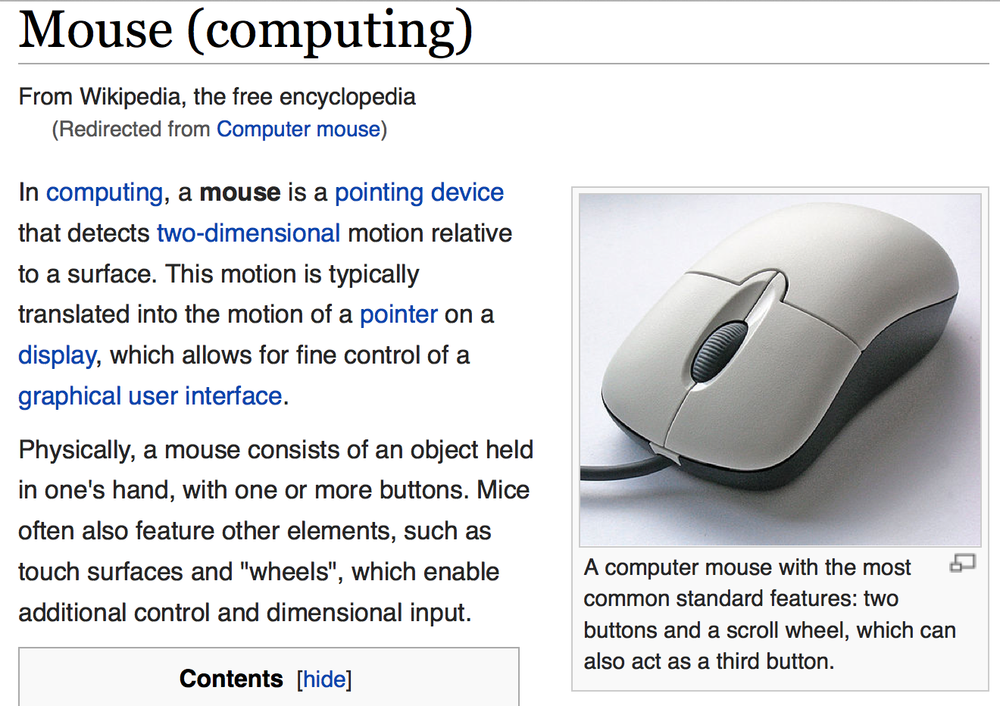 Mouse (computing)
From Wikipedia, the free encyclopedia
(Redirected from Computer mouse)
In computing, a mouse is a pointing device
that detects two-dimensional motion relative
to a surface. This motion is typically
translated into the motion of a pointer on a
display, which allows for fine control of a
graphical user interface.
Physically, a mouse consists of an object held
in one's hand, with one or more buttons. Mice
often also feature other elements, such as
touch surfaces and "wheels", which enable
additional control and dimensional input.
Contents [hide]
A computer mouse with the most
common standard features: two
buttons and a scroll wheel, which can
also act as a third button.